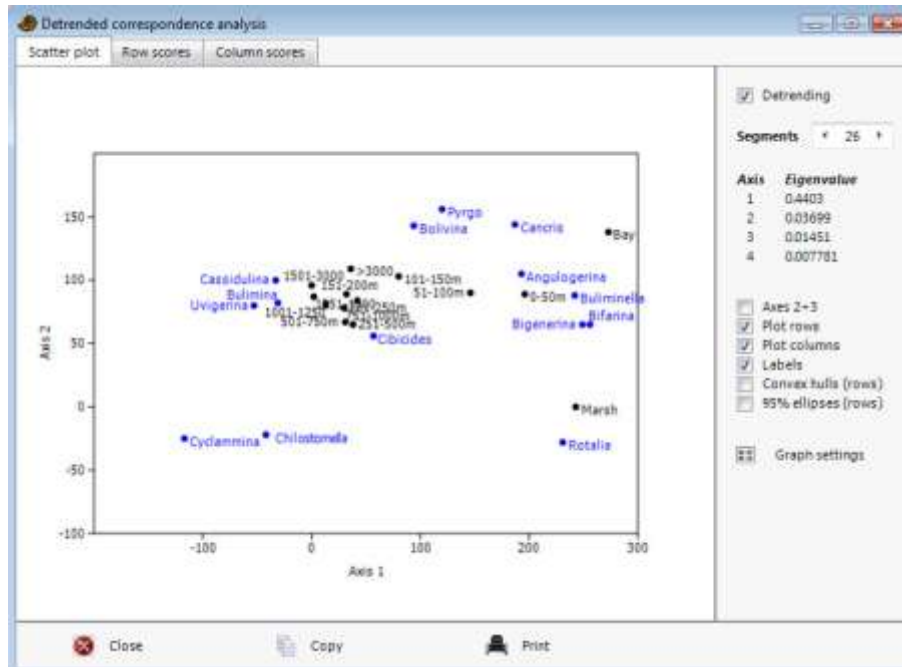 Detrended correspondence analysis
Scatter plot Row scores Column scores
Detrending
Segments 26
Axis Eigenvalue
1 0.4403
2 0.03699
3 0.01451
4 0.007781
Axes 2+3
Plot rows
Plot columns
Labels
Convex hulls (rows)
95% ellipses (rows)
Graph settings
150
100
50
0
-50
-100
Axis 2
Pyrgo
Bolivina
Cancris
Bay
1501-3000
>3000
Cassidulina
151-200m
101-150m
Angulogerina
51-100m
0-50m
Buliminella
Bulimina
Uvigerina
Bifarina
1001-1250
501-750m
251-500m
Bigenerina
Cibicides
Marsh
Cyclammina
Chilostomella
Rotalia
-100 0 100 200 300
Axis 1
Close Copy Print